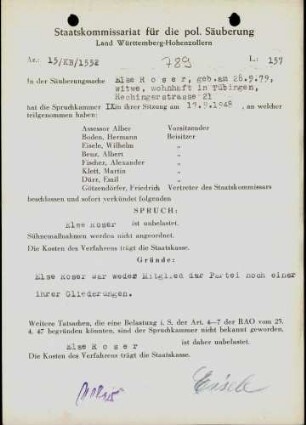 Staatskommissariat für die pol. Säuberung
Land Württemberg-Hohenzollern
Az.: 15/KB/1552 789 L: 157
In der Säuberungssache Else M o s e r, geb. am 26.9.79,
Witwe, wohnhaft in Tübingen,
Hechingerstrasse 21
hat die Spruchkammer IX in ihrer Sitzung am 17.9.1948, an welcher
teilgenommen haben:
Assessor Alber Vorsitzender
Boden, Hermann Beisitzer
Eisele, Wilhelm
Benz, Albert
Fischer, Alexander
Klett, Martin
Dürr, Emil
Götzendörfer, Friedrich Vertreter des Staatskommissars
beschlossen und sofort verkündet folgenden
SPRUCH:
Else Moser ist unbelastet.
Sühnemaßnahmen werden nicht angeordnet.
Die Kosten des Verfahrens trägt die Staatskasse.
Gründe:
Else Moser war weder Mitglied der Partei noch einer
ihrer Gliederungen.
Weitere Tatsachen, die eine Belastung i. S. der Art. 4—7 der RAO vom 25.
4. 47 begründen könnten, sind der Spruchkammer nicht bekannt geworden.
Else M o s e r ist daher unbelastet.
Die Kosten des Verfahrens trägt die Staatskasse.
Eisele